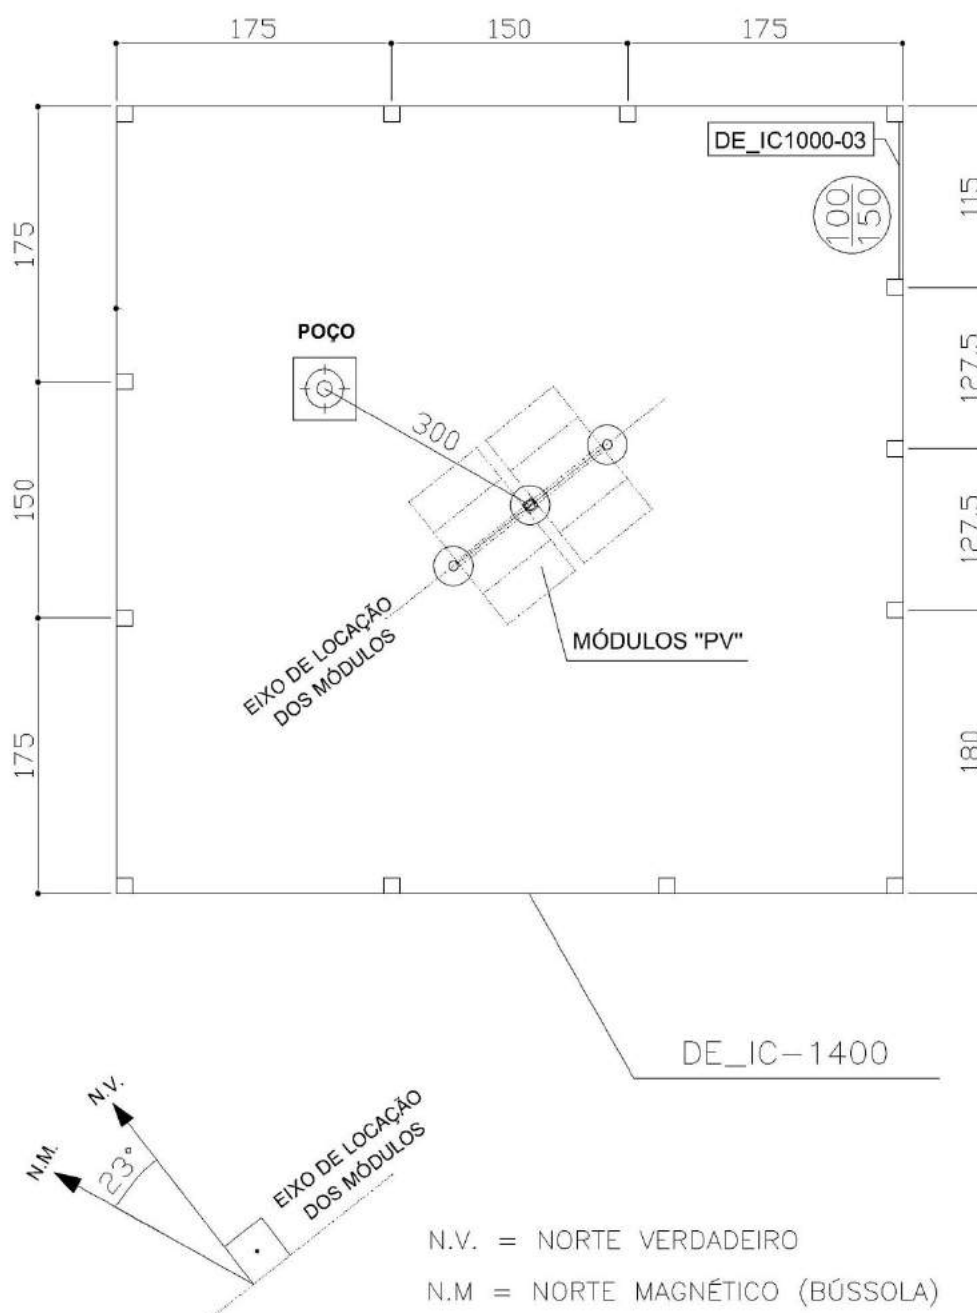 175
150
175
DE_IC1000-03
100
150
115
175
127.5
POÇO
300
127.5
150
EIXO DE LOCAÇÃO
DOS MÓDULOS
MÓDULOS "PV"
175
180
DE_IC-1400
N.V.
N.M.
23°
EIXO DE LOCAÇÃO
DOS MÓDULOS
N.V. = NORTE VERDADEIRO
N.M = NORTE MAGNÉTICO (BÚSSOLA)